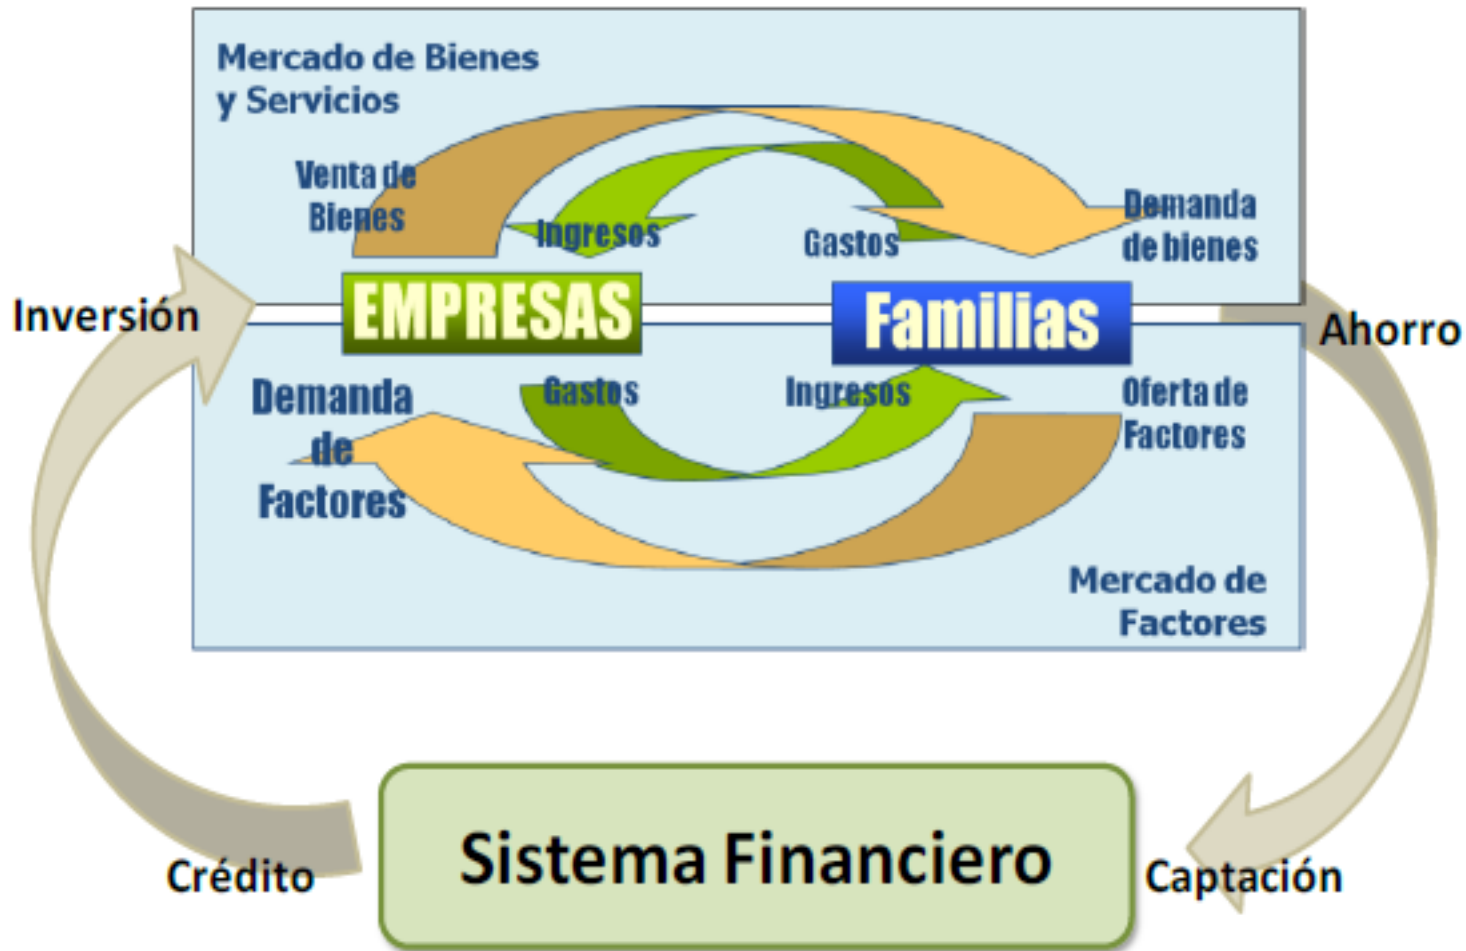 Mercado de Bienes
y Servicios
Venta de
Bienes
Ingresos
Gastos
Demanda
de bienes
EMPRESAS
Familias
Inversión
Ahorro
Demanda
de
Factores
Gastos
Ingresos
Oferta de
Factores
Mercado de
Factores
Crédito
Sistema Financiero
Captación